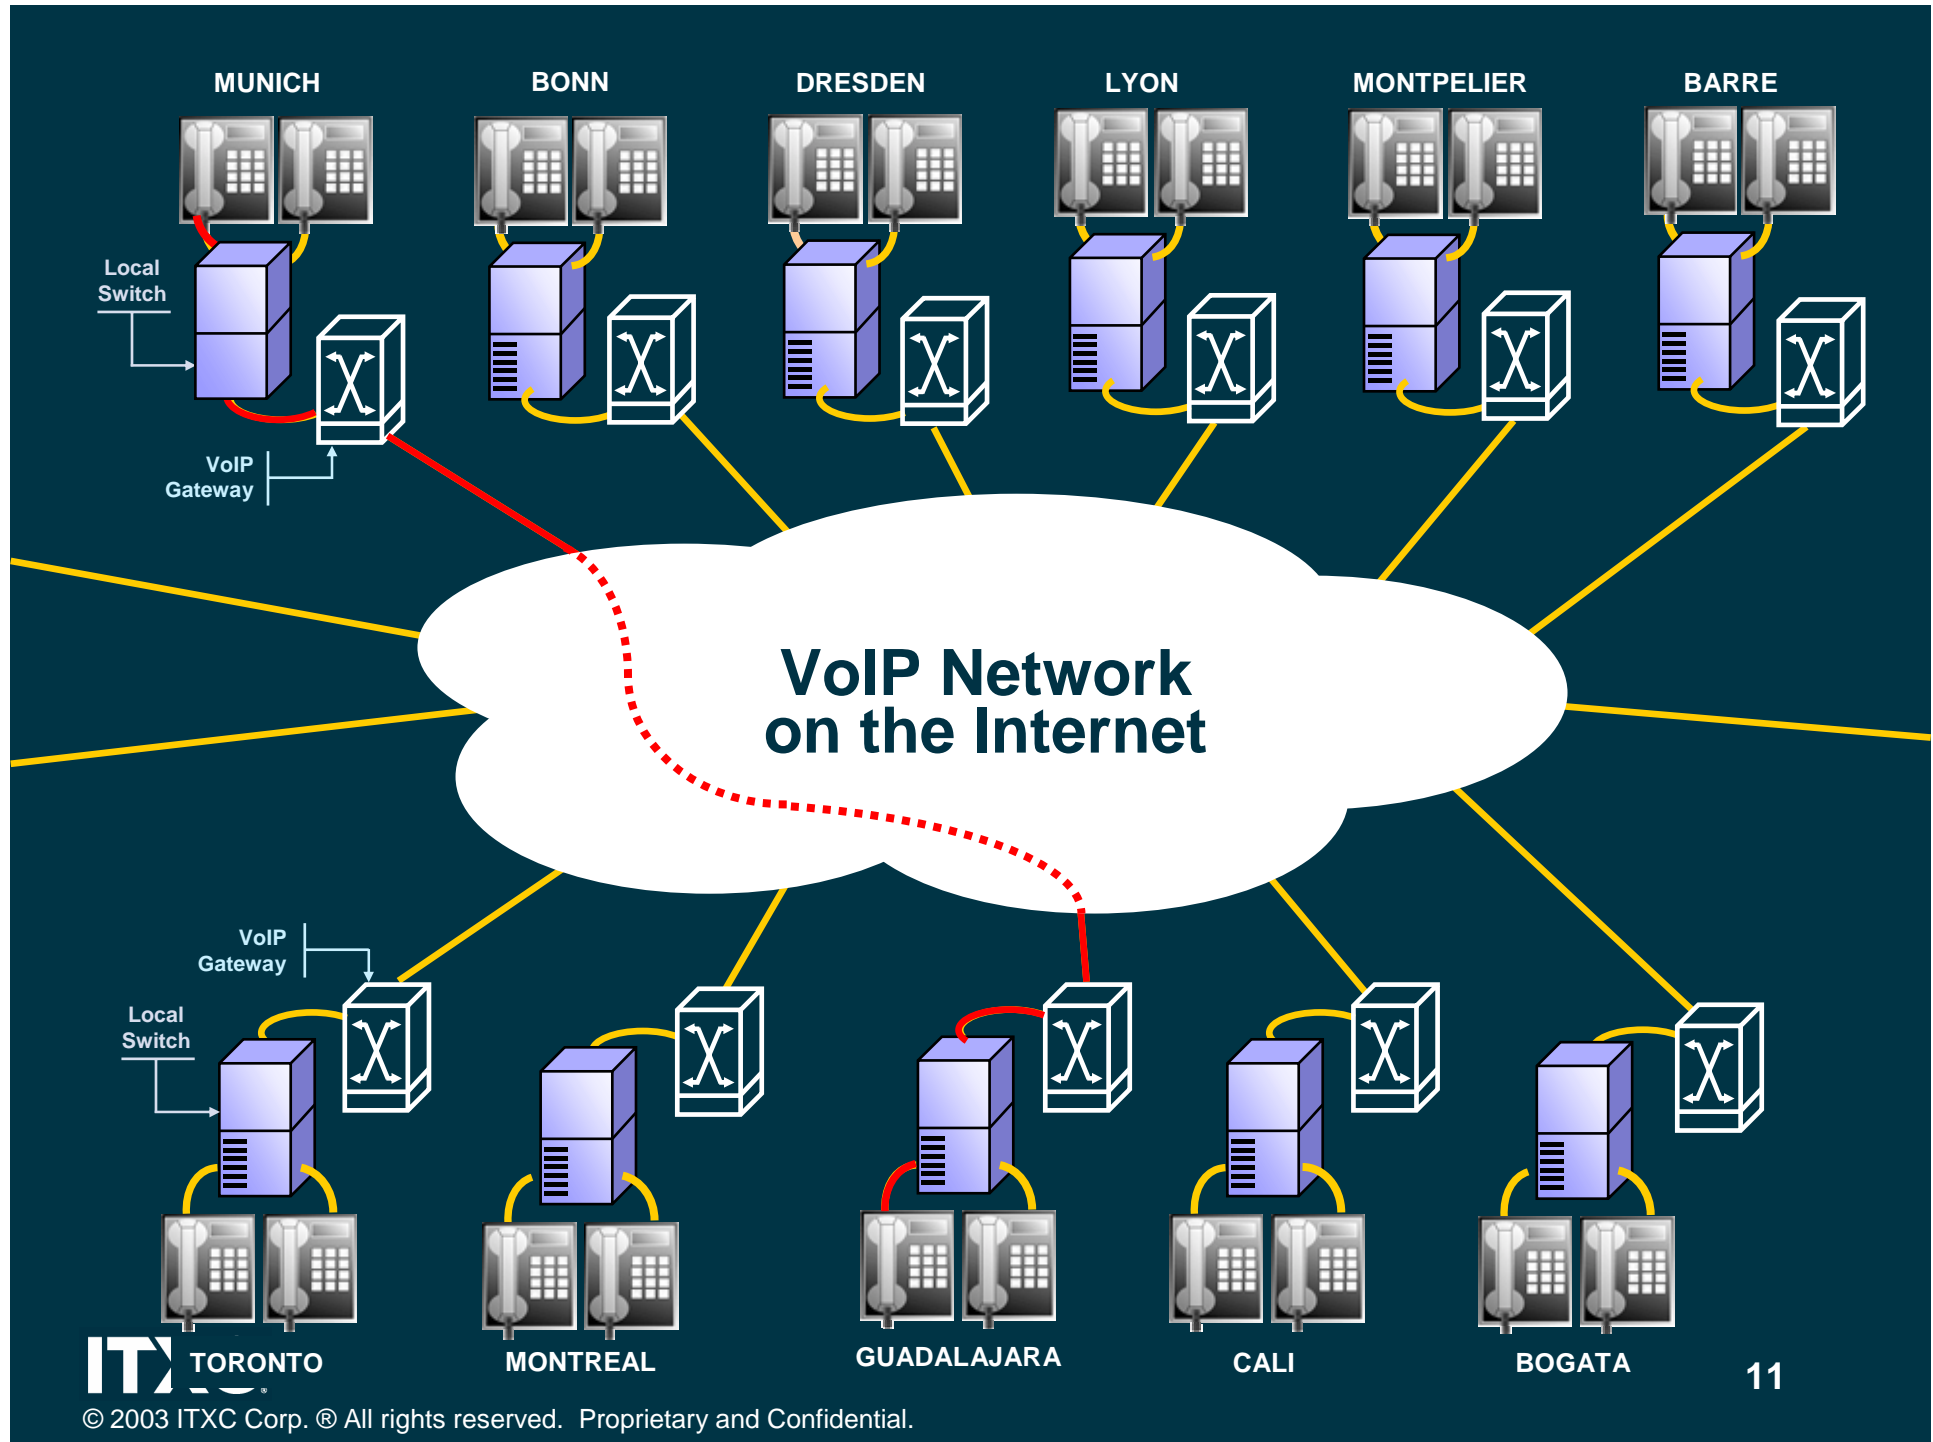 MUNICH
BONN
DRESDEN
LYON
MONTPELIER
BARRE
Local
Switch
VoIP
Gateway
VoIP Network
on the Internet
VoIP
Gateway
Local
Switch
TORONTO
MONTREAL
GUADALAJARA
CALI
BOGATA
11
© 2003 ITXC Corp. ® All rights reserved.  Proprietary and Confidential.